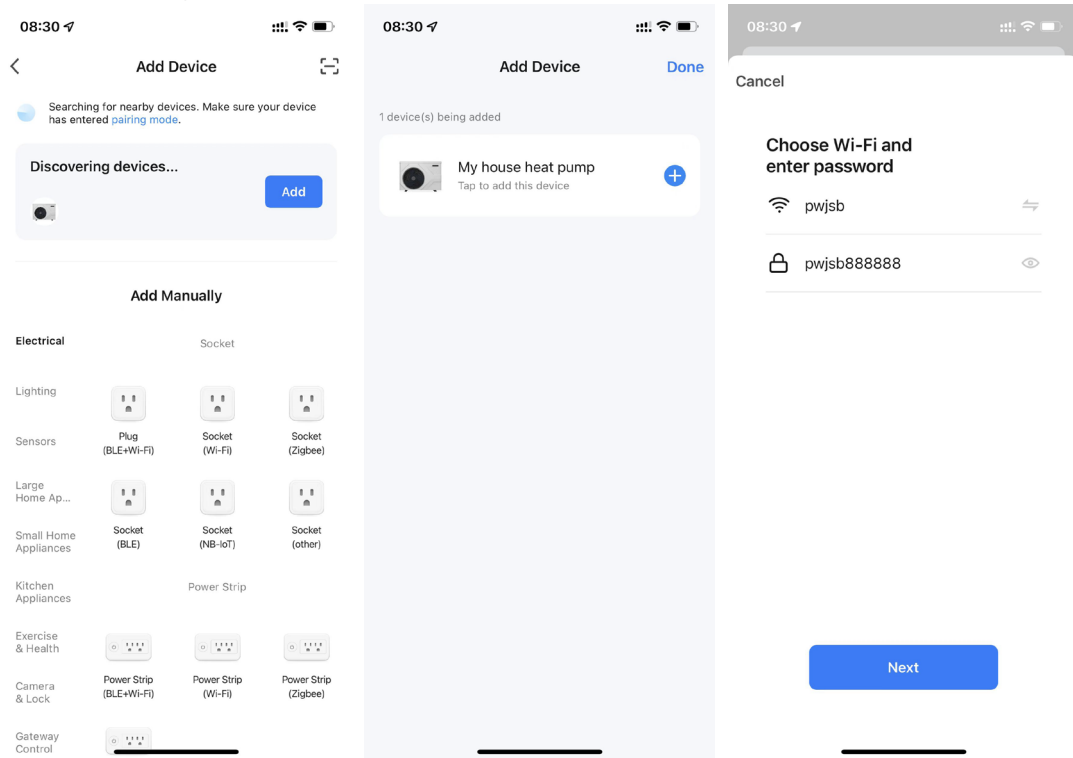 08:30
Add Device
Searching for nearby devices. Make sure your device
has entered pairing mode.
Discovering devices...
Add
Add Manually
Electrical
Socket
Lighting
Plug
(BLE+Wi-Fi)
Socket
(Wi-Fi)
Socket
(Zigbee)
Sensors
Large
Home Ap...
Socket
(BLE)
Socket
(NB-IoT)
Socket
(other)
Small Home
Appliances
Kitchen
Appliances
Power Strip
Exercise
& Health
Power Strip
(BLE+Wi-Fi)
Power Strip
(Wi-Fi)
Power Strip
(Zigbee)
Camera
& Lock
Gateway
Control
08:30
Add Device
Done
1 device(s) being added
My house heat pump
Tap to add this device
08:30
Cancel
Choose Wi-Fi and
enter password
pwjsb
pwjsb888888
Next